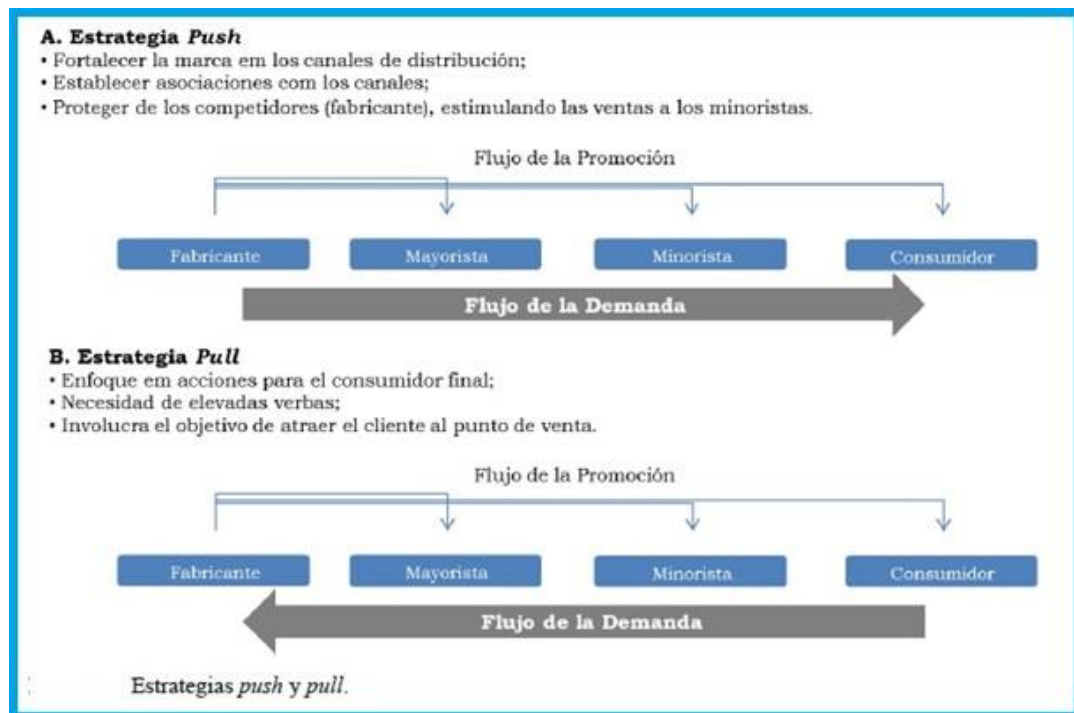 A. Estrategia Push
• Fortalecer la marca em los canales de distribución;
• Establecer asociaciones com los canales;
• Proteger de los competidores (fabricante), estimulando las ventas a los minoristas.
Flujo de la Promoción
Fabricante
Mayorista
Minorista
Consumidor
Flujo de la Demanda
B. Estrategia Pull
• Enfoque em acciones para el consumidor final;
• Necesidad de elevadas verbas;
• Involucra el objetivo de atraer el cliente al punto de venta.
Flujo de la Promoción
Fabricante
Mayorista
Minorista
Consumidor
Flujo de la Demanda
Estrategias push y pull.